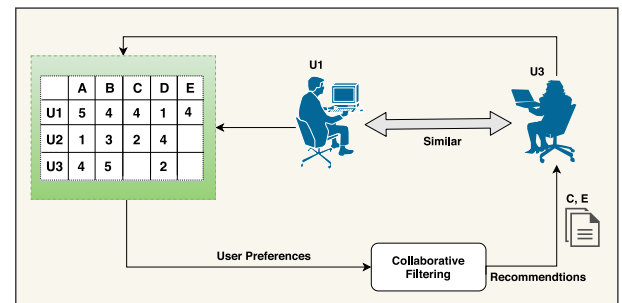 U1
U3
A B C D E
U1 5 4 4 1 4
U2 1 3 2 4
U3 4 5 2
Similar
C, E
User Preferences
Collaborative
Filtering
Recommendtions